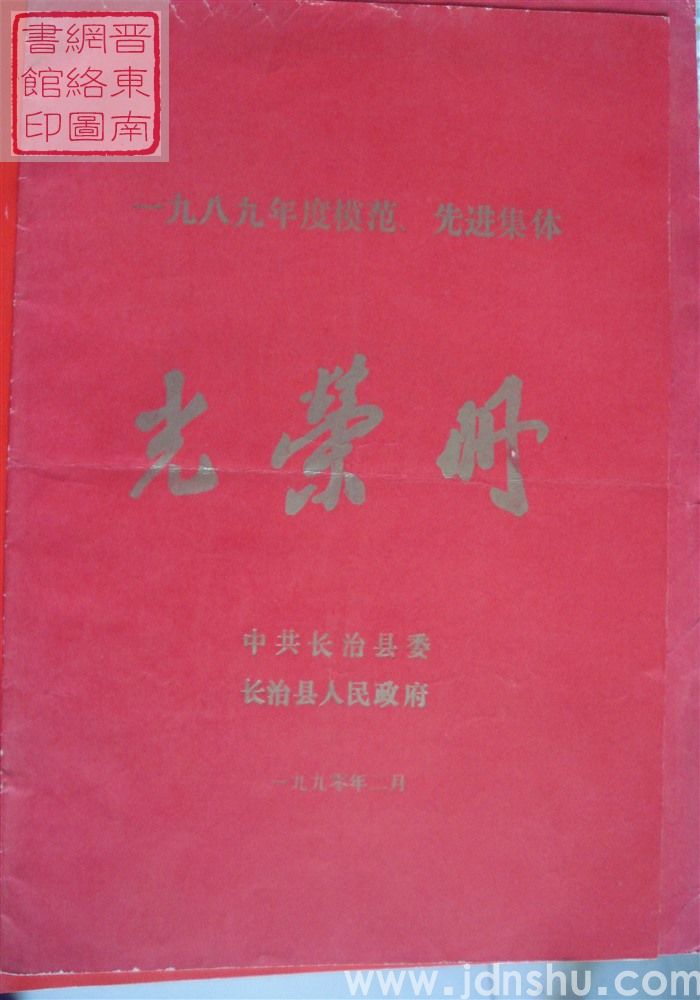 晋東南
網絡圖
書館印
一九八九年度模范、先进集体
光榮册
中共长治县委
长治县人民政府
一九九零年二月
www.jdnshu.com